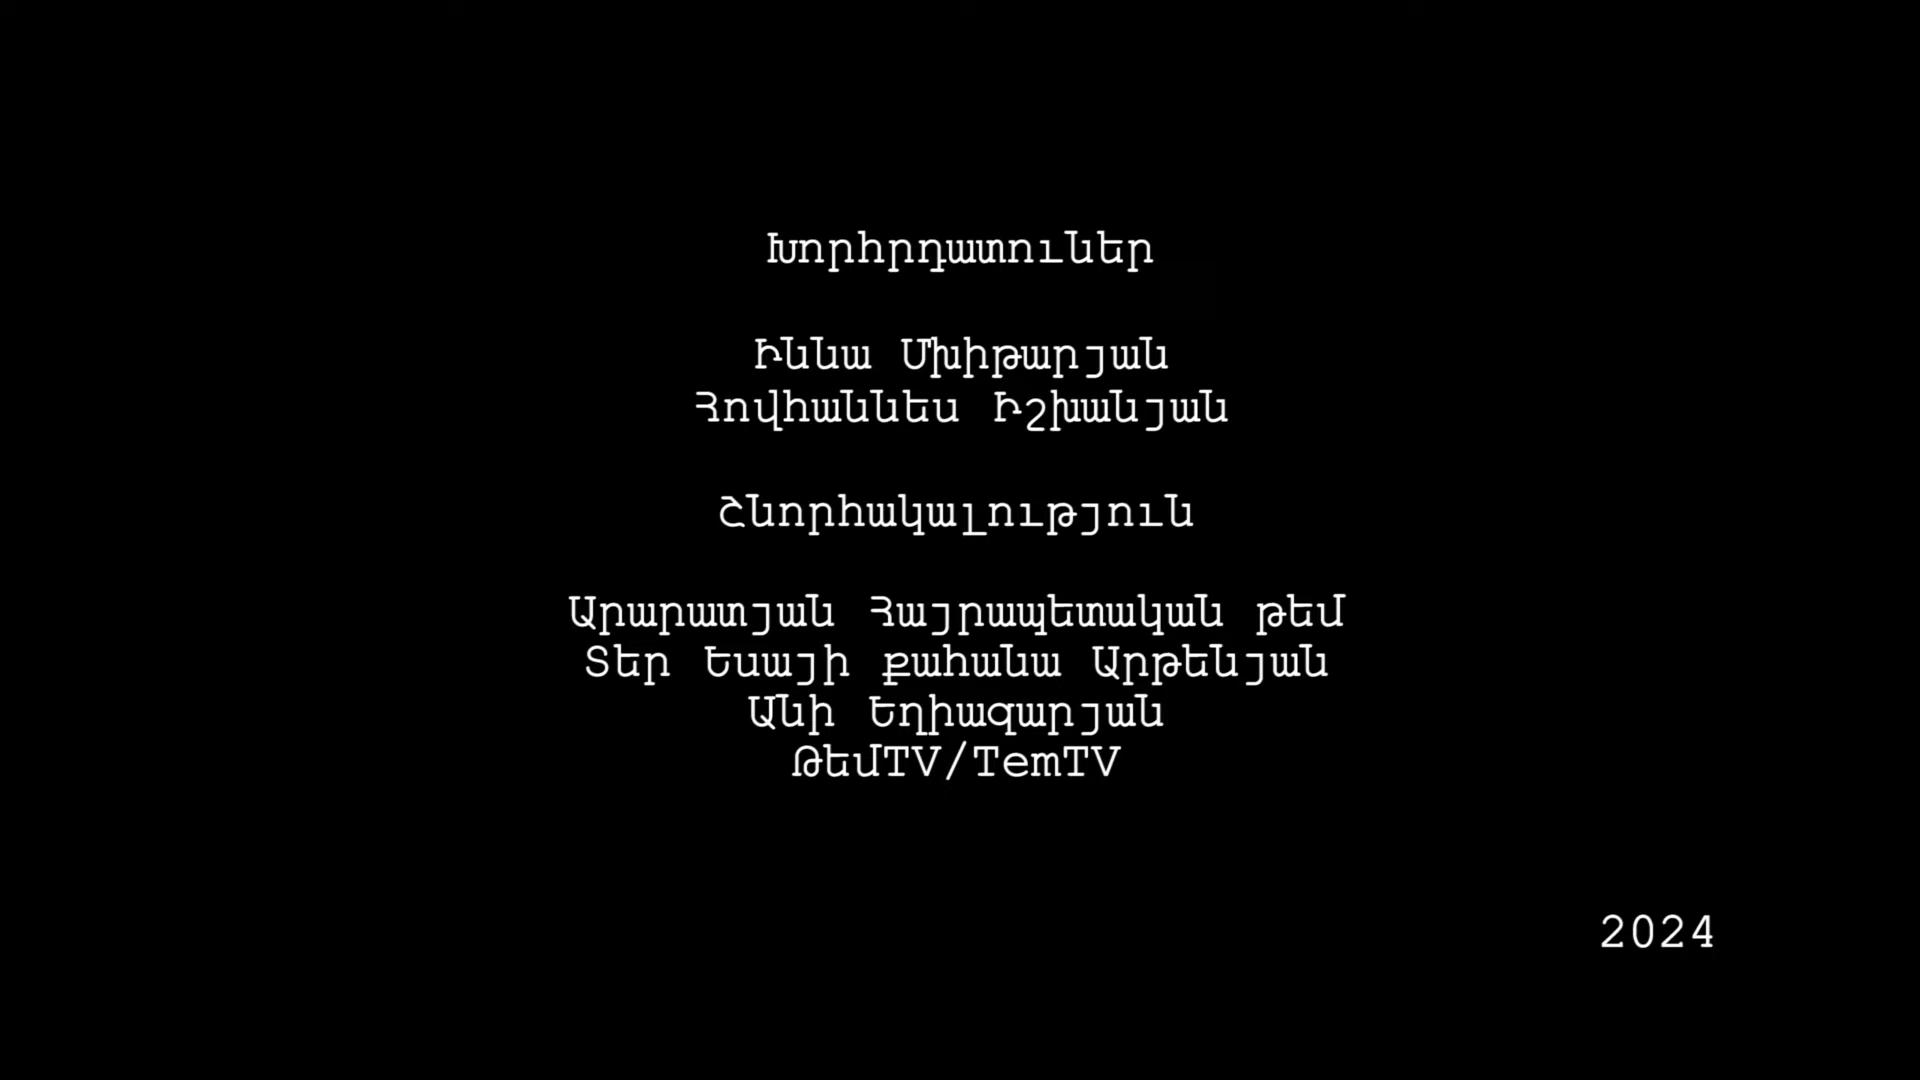 Խորհրդատուներ
Իննա Մխիթարյան
Հովհաննես Իշխանյան
Շնորհակալություն
Արարատյան Հայրապետական թեմ
Տեր Եսայի քահանա Արթենյան
Անի Եղիազարյան
ԹեմTV/TemTV
2024